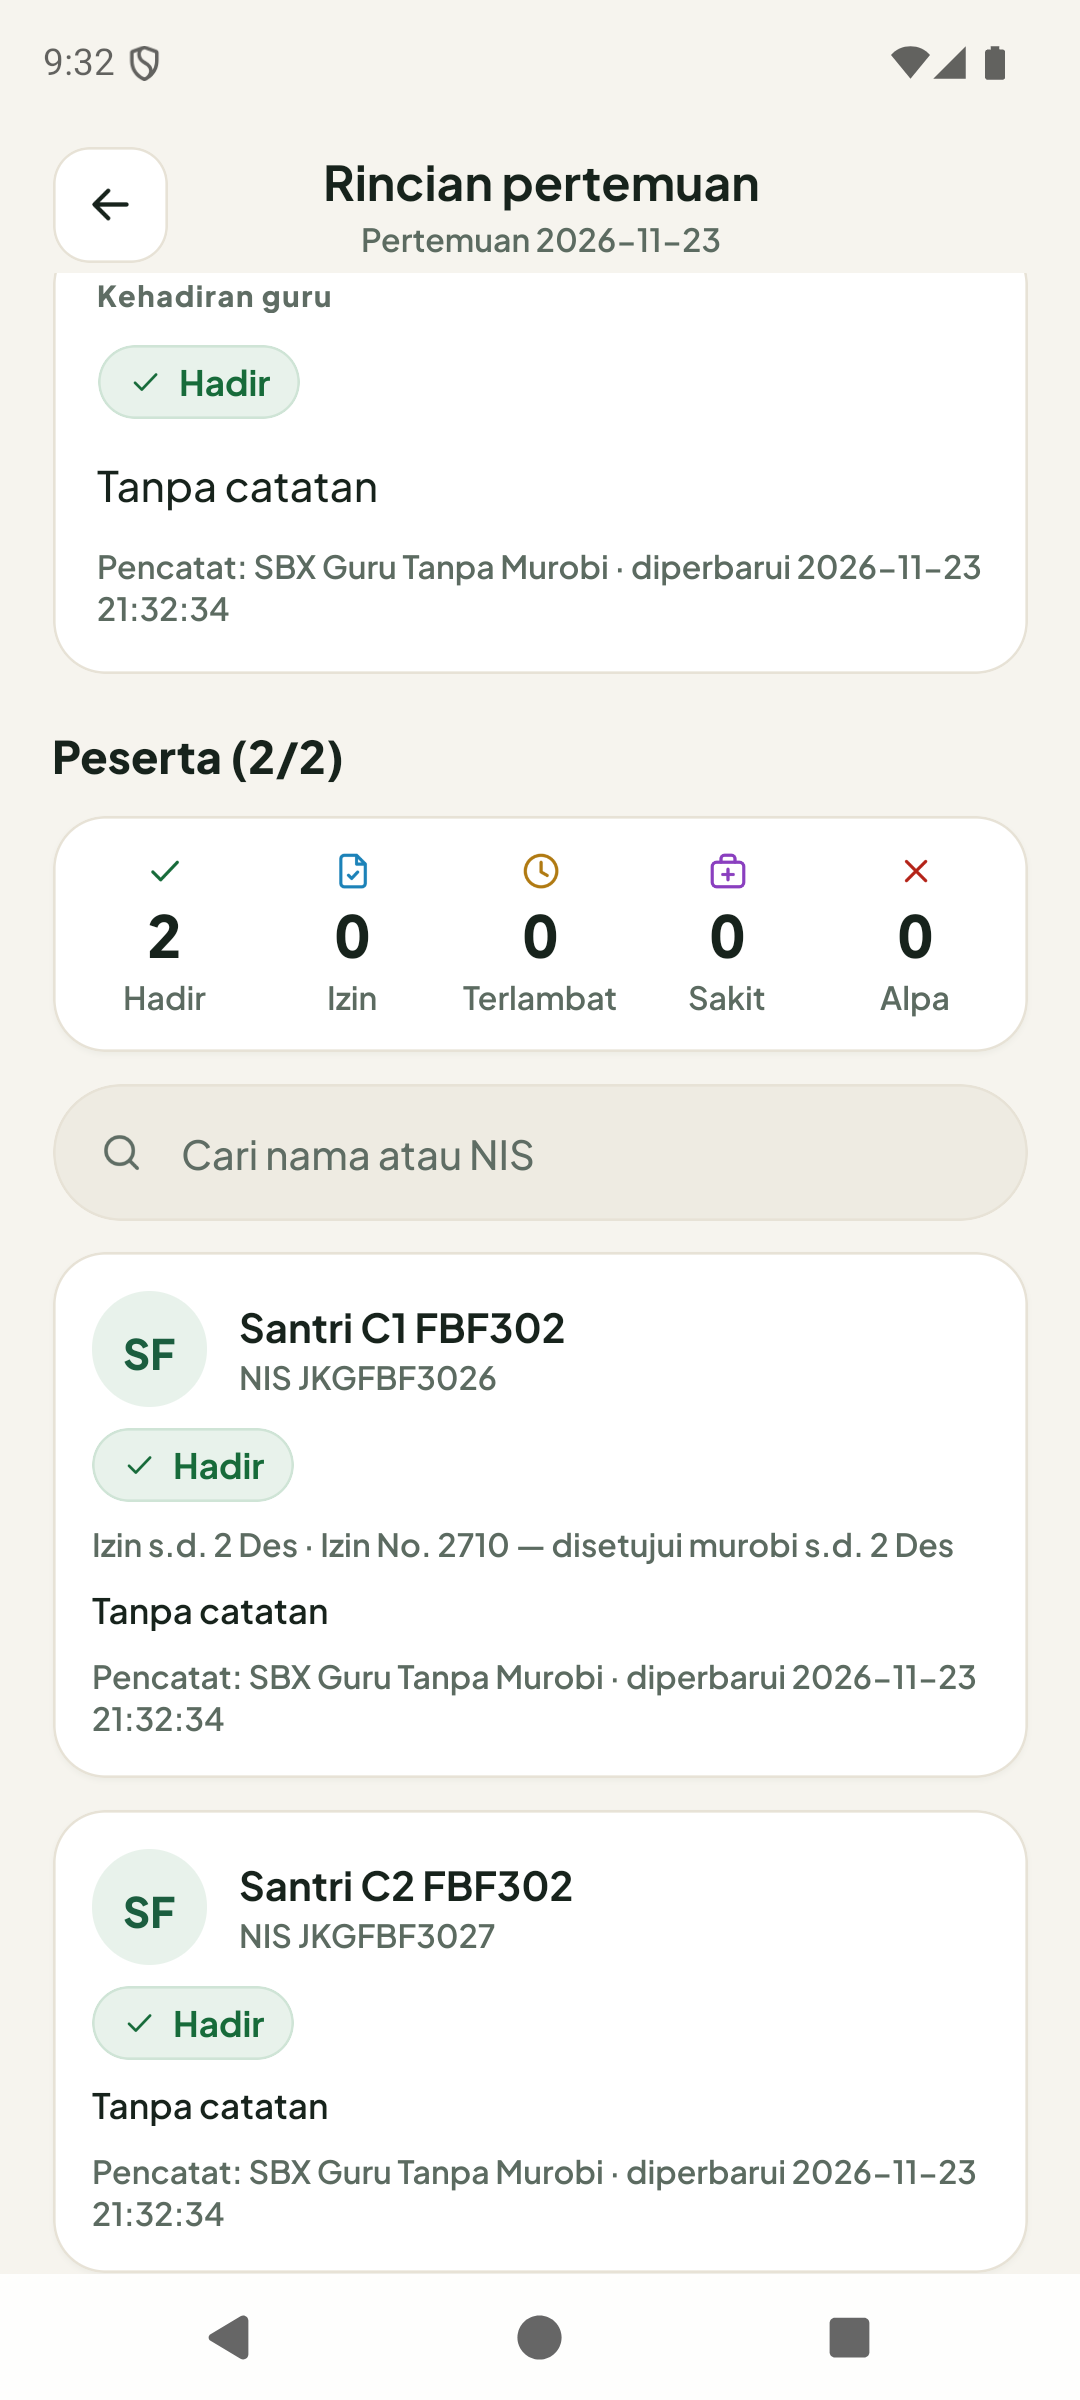 9:32
Rincian pertemuan
Pertemuan 2026-11-23
Kehadiran guru
Hadir
Tanpa catatan
Pencatat: SBX Guru Tanpa Murobi · diperbarui 2026-11-23
21:32:34
Peserta (2/2)
2 0 0 0 0
Hadir Izin Terlambat Sakit Alpa
Cari nama atau NIS
SF
Santri C1 FBF302
NIS JKGFBF3026
Hadir
Izin s.d. 2 Des · Izin No. 2710 — disetujui murobi s.d. 2 Des
Tanpa catatan
Pencatat: SBX Guru Tanpa Murobi · diperbarui 2026-11-23
21:32:34
SF
Santri C2 FBF302
NIS JKGFBF3027
Hadir
Tanpa catatan
Pencatat: SBX Guru Tanpa Murobi · diperbarui 2026-11-23
21:32:34